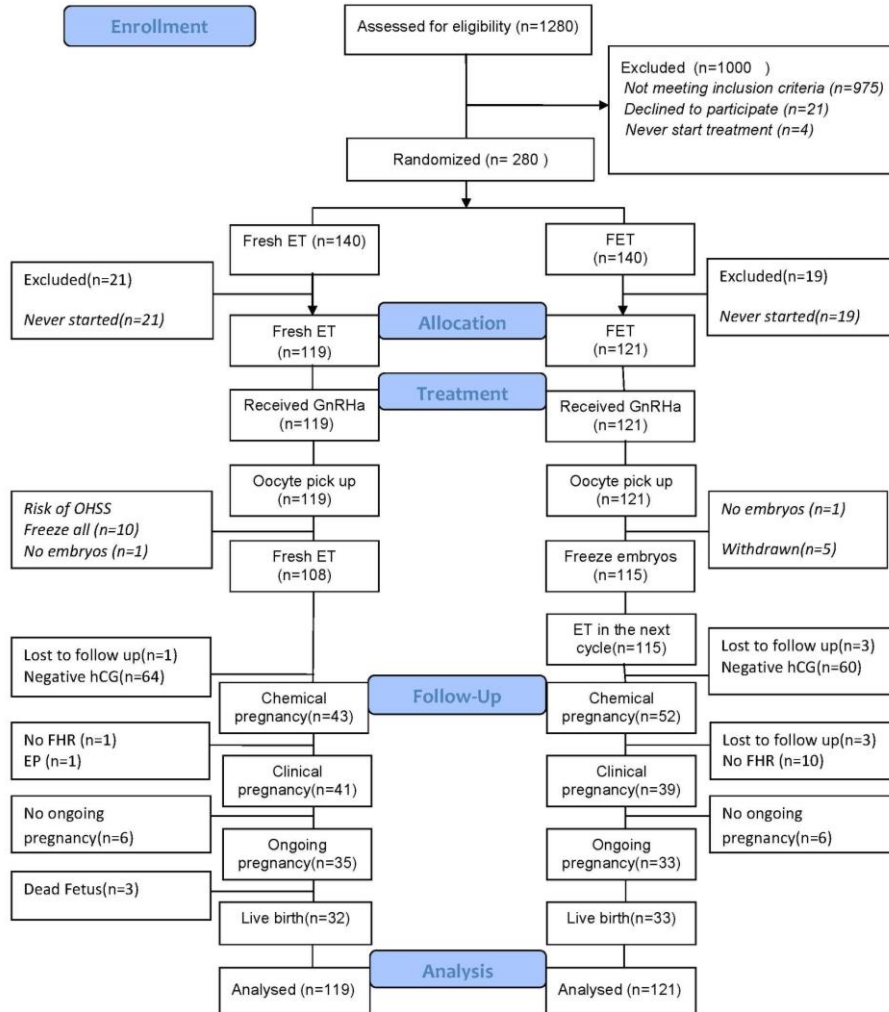 Enrollment
Assessed for eligibility (n=1280)
Excluded (n=1000 )
Not meeting inclusion criteria (n=975)
Declined to participate (n=21)
Never start treatment (n=4)
Randomized (n= 280 )
Fresh ET (n=140)
FET
(n=140)
Excluded(n=21)
Never started(n=21)
Excluded(n=19)
Never started(n=19)
Allocation
Fresh ET
(n=119)
FET
(n=121)
Treatment
Received GnRHa
(n=119)
Received GnRHa
(n=121)
Oocyte pick up
(n=119)
Oocyte pick up
(n=121)
Risk of OHSS
Freeze all (n=10)
No embryos (n=1)
No embryos (n=1)
Withdrawn(n=5)
Fresh ET
(n=108)
Freeze embryos
(n=115)
ET in the next
cycle(n=115)
Lost to follow up(n=1)
Negative hCG(n=64)
Lost to follow up(n=3)
Negative hCG(n=60)
Follow-Up
Chemical
pregnancy(n=43)
Chemical
pregnancy(n=52)
No FHR (n=1)
EP (n=1)
Lost to follow up(n=3)
No FHR (n=10)
Clinical
pregnancy(n=41)
Clinical
pregnancy(n=39)
No ongoing
pregnancy(n=6)
No ongoing
pregnancy(n=6)
Ongoing
pregnancy(n=35)
Ongoing
pregnancy(n=33)
Dead Fetus(n=3)
Live birth(n=32)
Live birth(n=33)
Analysis
Analysed (n=119)
Analysed (n=121)